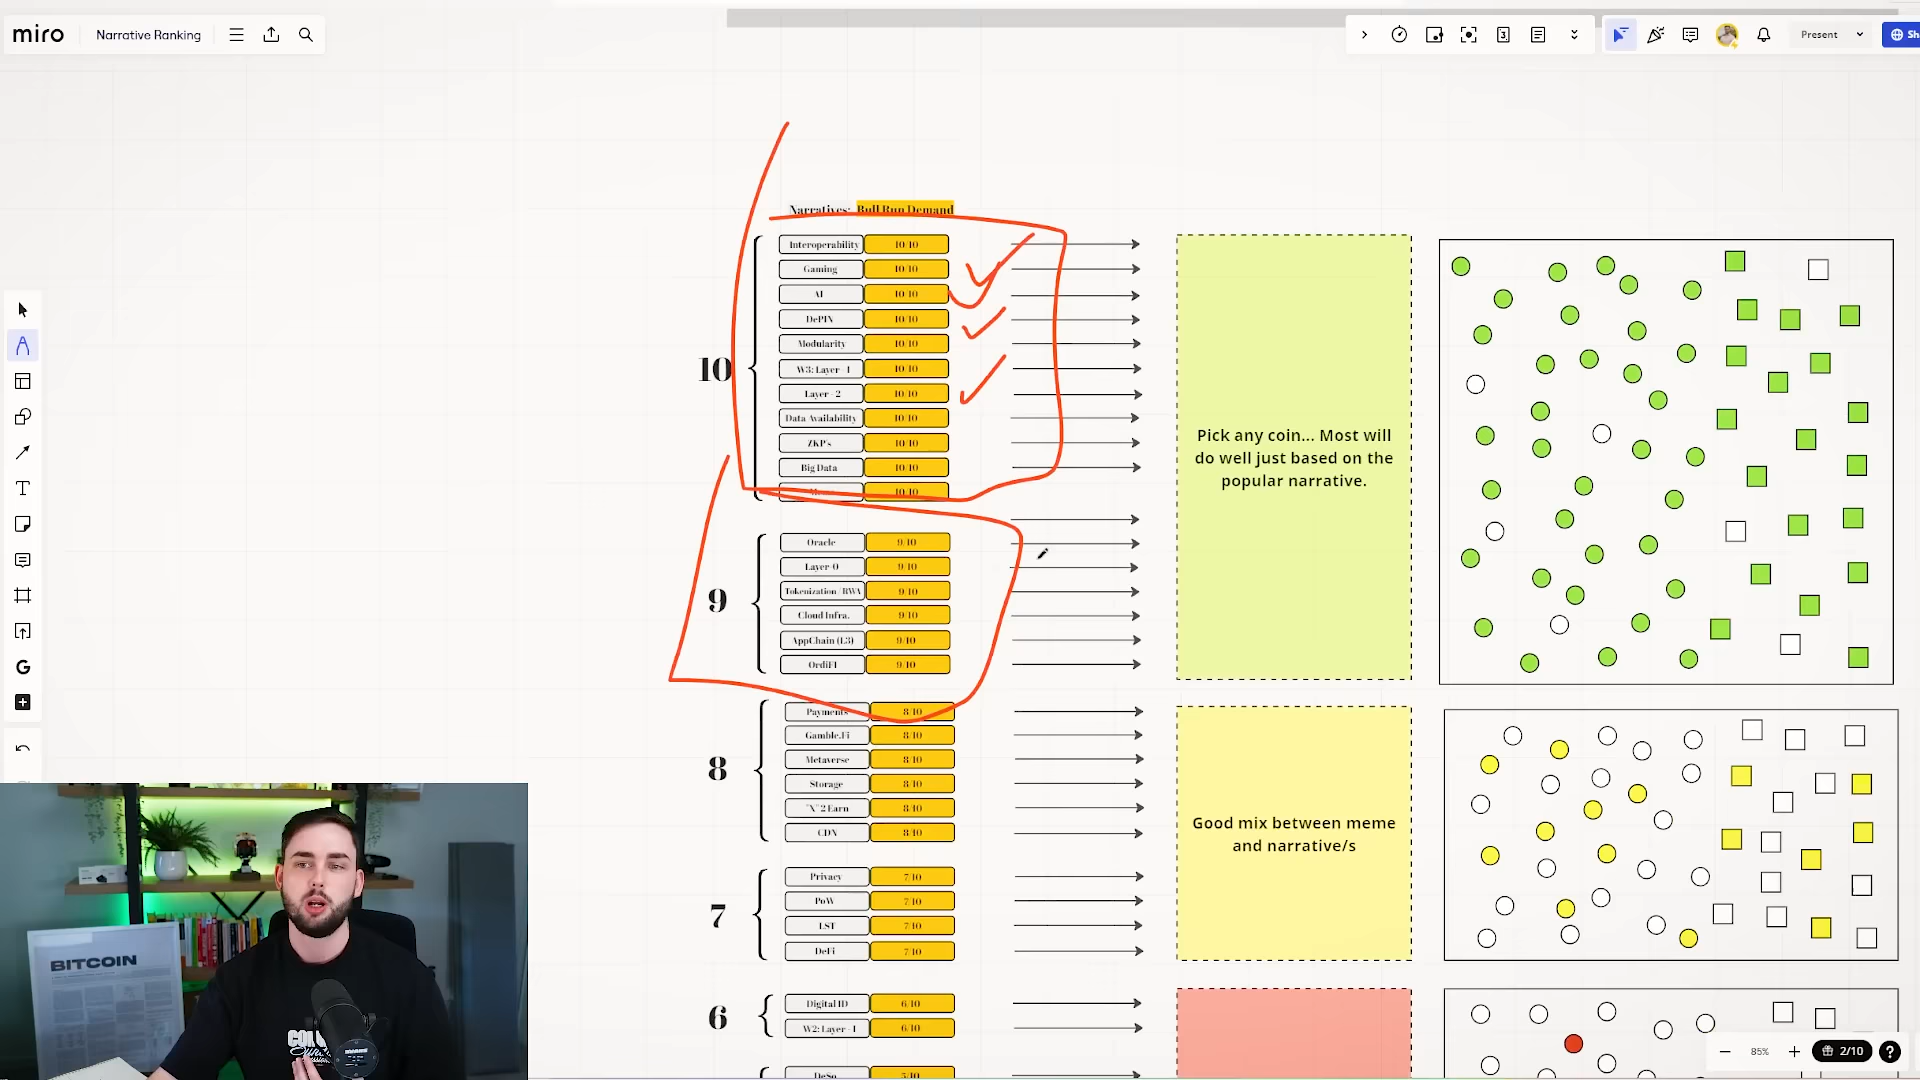 miro
Narrative Ranking
3
Present
Narratives: Bull Run Demand
10
Interoperability 10/10
Gaming 10/10
AI 10/10
DePIN 10/10
Modularity 10/10
W3: Layer - 1 10/10
Layer - 2 10/10
Data Availability 10/10
ZKP's 10/10
Big Data 10/10
10/10
Pick any coin... Most will
do well just based on the
popular narrative.
9
Oracle 9/10
Layer-0 9/10
Tokenization / RWA 9/10
Cloud Infra. 9/10
AppChain (L3) 9/10
OrdiFI 9/10
8
Payments 8/10
Gamble.Fi 8/10
Metaverse 8/10
Storage 8/10
"X" 2 Earn 8/10
CDN 8/10
Good mix between meme
and narrative/s
7
Privacy 7/10
PoW 7/10
LST 7/10
DeFi 7/10
6
Digital ID 6/10
W2: Layer - 1 6/10
DeSo 5/10
85%
2/10
?
T
G
BITCOIN